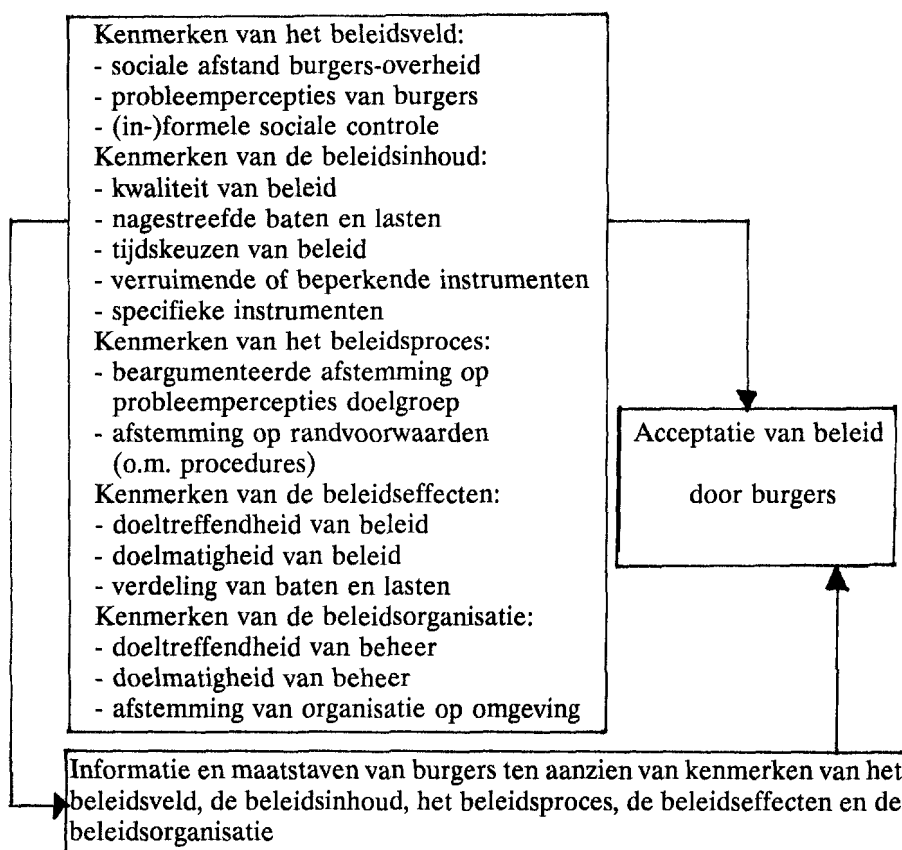 Kenmerken van het beleidsveld:
- sociale afstand burgers-overheid
- probleempercepties van burgers
- (in-)formele sociale controle
Kenmerken van de beleidsinhoud:
- kwaliteit van beleid
- nagestreefde baten en lasten
- tijdskeuzen van beleid
- verruimende of beperkende instrumenten
- specifieke instrumenten
Kenmerken van het beleidsproces:
- beargumenteerde afstemming op
probleempercepties doelgroep
- afstemming op randvoorwaarden
(o.m. procedures)
Kenmerken van de beleidseffecten:
- doeltreffendheid van beleid
- doelmatigheid van beleid
- verdeling van baten en lasten
Kenmerken van de beleidsorganisatie:
- doeltreffendheid van beheer
- doelmatigheid van beheer
- afstemming van organisatie op omgeving
Acceptatie van beleid
door burgers
Informatie en maatstaven van burgers ten aanzien van kenmerken van het
beleidsveld, de beleidsinhoud, het beleidsproces, de beleidseffecten en de
beleidsorganisatie